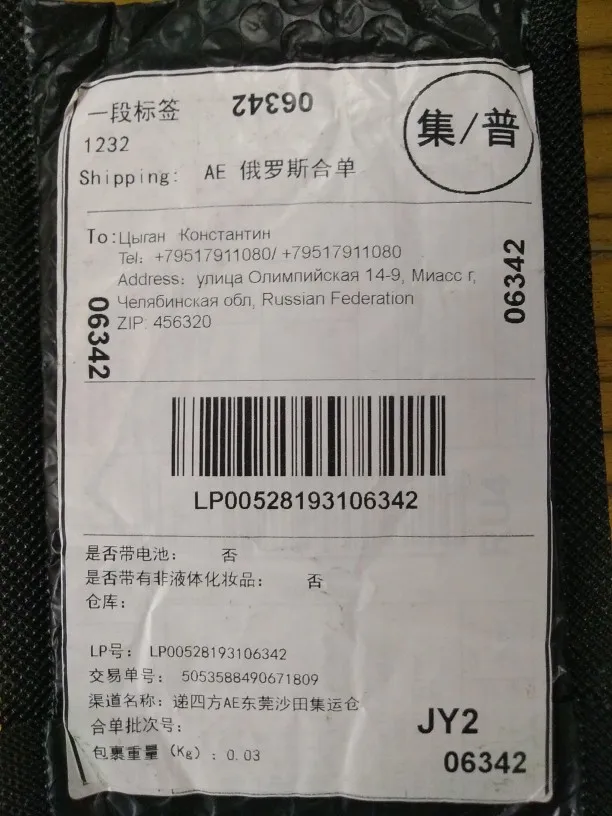 一段标签
06342
集/普
1232
Shipping: AE 俄罗斯合单
To:Цыган Константин
Tel: +79517911080/ +79517911080
Address: улица Олимпийская 14-9, Миасс г,
Челябинская обл, Russian Federation
ZIP: 456320
06342
06342
LP00528193106342
是否带电池: 否
是否带有非液体化妆品: 否
仓库:
LP号: LP00528193106342
交易单号: 5053588490671809
渠道名称: 递四方AE东莞沙田集运仓
合单批次号:
包裹重量 (Kg) : 0.03
JY2
06342